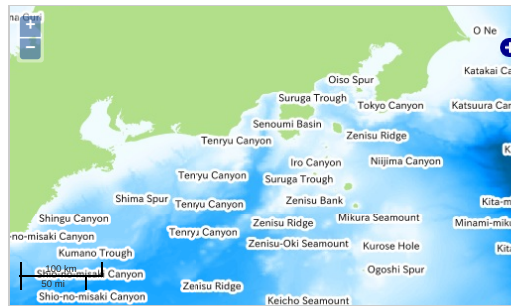 +
−
O Ne
Katakai Ca
Oiso Spur
Suruga Trough
Tokyo Canyon
Katsuura Can
Senoumi Basin
Zenisu Ridge
Tenryu Canyon
Iro Canyon
Niijima Canyon
Tenryu Canyon
Suruga Trough
Shima Spur
Tenryu Canyon
Zenisu Bank
Kita-m
Shingu Canyon
Mikura Seamount
Zenisu Ridge
Minami-mik
Tenryu Canyon
-no-misaki Canyon
Zenisu-Oki Seamount
Kurose Hole
Kita
Kumano Trough
100 km
Ogoshi Spur
Shio-no-misaki Canyon
50 mi
Zenisu Ridge
Shio-no-misaki Canyon
Keicho Seamount